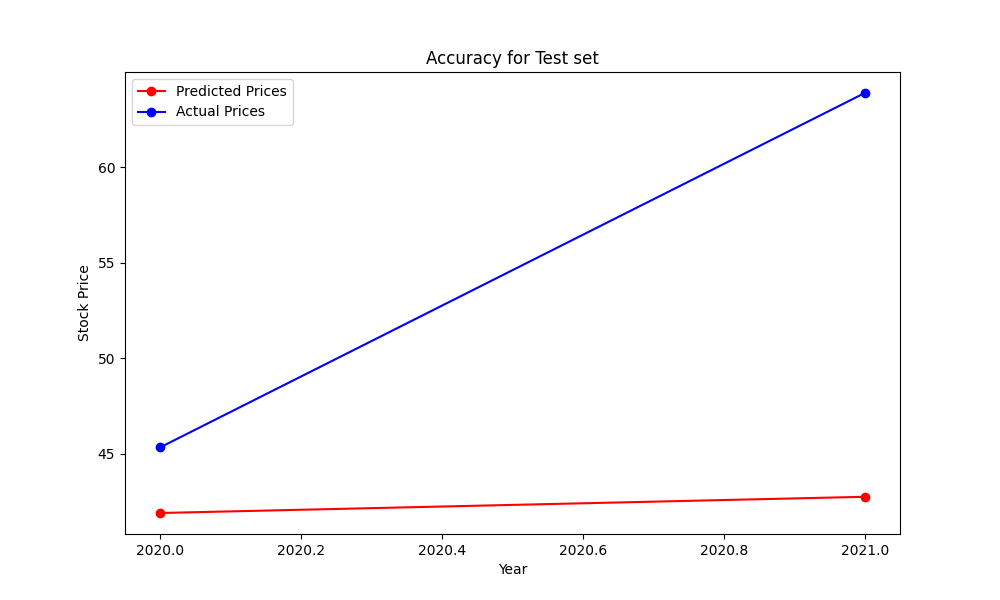 Accuracy for Test set
Predicted Prices
Actual Prices
60
55
50
45
Stock Price
2020.0 2020.2 2020.4 2020.6 2020.8 2021.0
Year